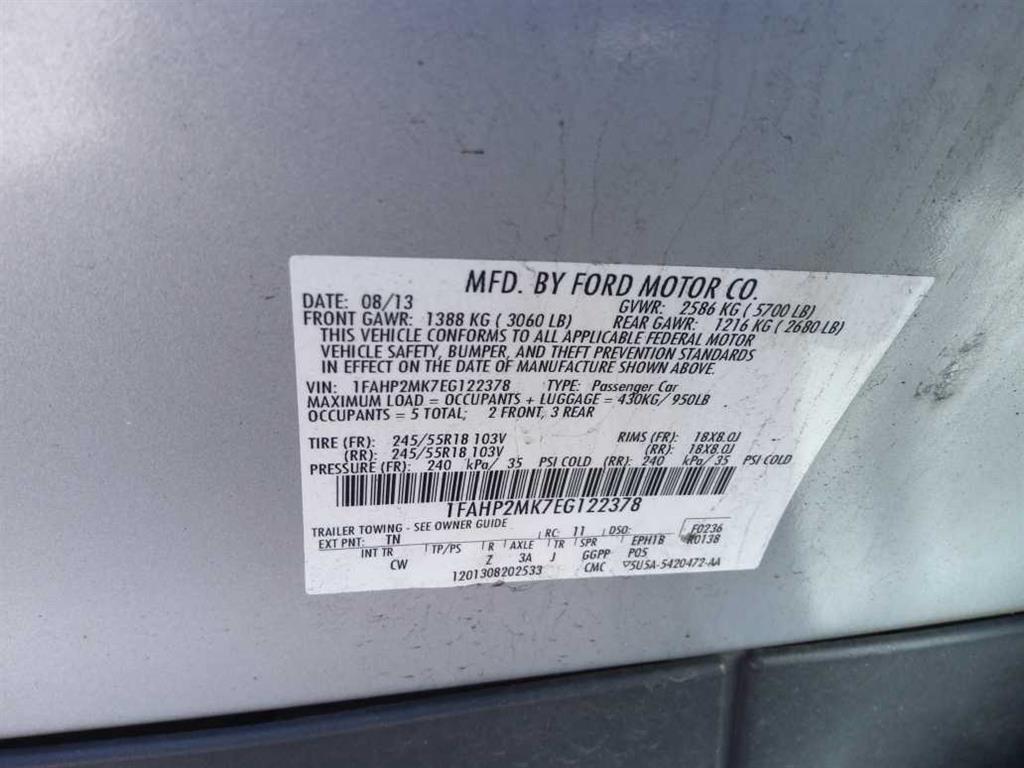 MFD. BY FORD MOTOR CO.
DATE: 08/13 GVWR: 2586 KG ( 5700 LB)
FRONT GAWR: 1388 KG ( 3060 LB) REAR GAWR: 1216 KG ( 2680 LB)
THIS VEHICLE CONFORMS TO ALL APPLICABLE FEDERAL MOTOR
VEHICLE SAFETY, BUMPER, AND THEFT PREVENTION STANDARDS
IN EFFECT ON THE DATE OF MANUFACTURE SHOWN ABOVE.
VIN: 1FAHP2MK7EG122378 TYPE: Passenger Car
MAXIMUM LOAD = OCCUPANTS + LUGGAGE = 430KG/ 950LB
OCCUPANTS = 5 TOTAL; 2 FRONT, 3 REAR
TIRE (FR): 245/55R18 103V RIMS (FR): 18X8.0J
(RR): 245/55R18 103V (RR): 18X8.0J
PRESSURE (FR): 240 kPa/ 35 PSI COLD (RR): 240 kPa/ 35 PSI COLD
1FAHP2MK7EG122378
TRAILER TOWING - SEE OWNER GUIDE
EXT PNT: TN RC: 11 DSO: F0236
INT TR TP/PS R AXLE TR SPR EPH1B R0138
CW Z 3A J GGPP P05
1201308202533 CMC ▽5U5A-5420472-AA